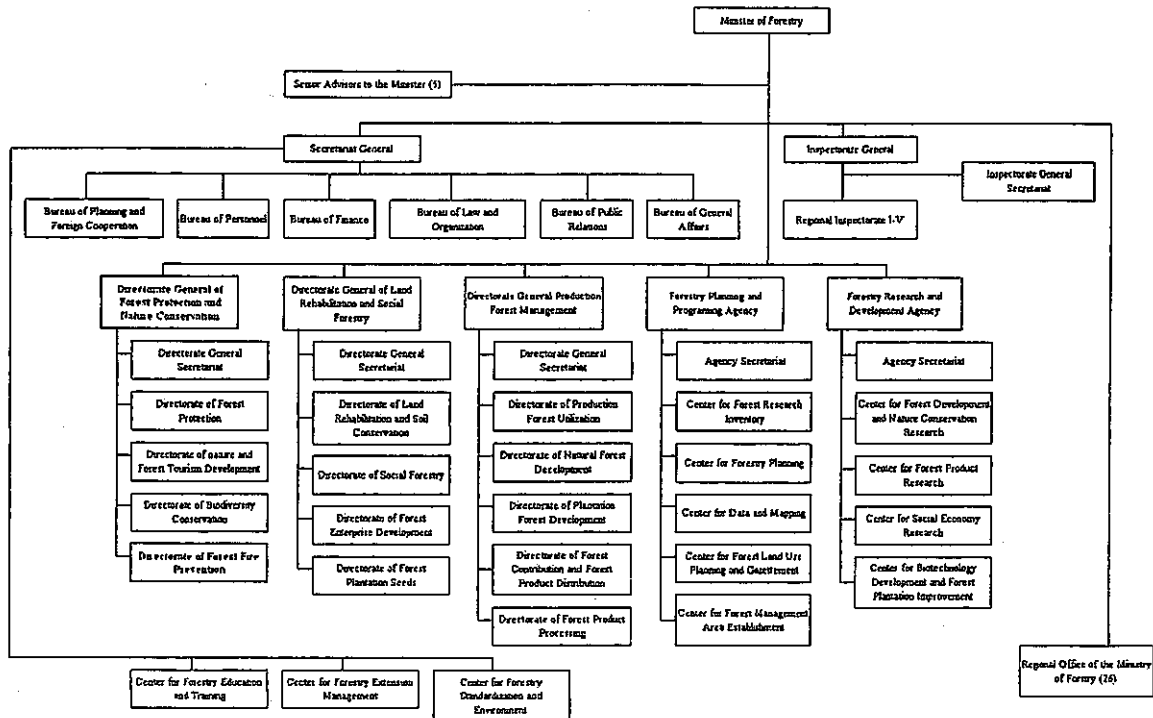 Minister of Forestry
Senior Advisors to the Minister (5)
Secretariat General
Inspectorate General
Inspectorate General
Secretariat
Bureau of Planning and
Foreign Cooperation
Bureau of Personnel
Bureau of Finance
Bureau of Law and
Organization
Bureau of Public
Relations
Bureau of General
Affairs
Regional Inspectorate I-V
Directorate General of
Forest Protection and
Nature Conservation
Directorate General of Land
Rehabilitation and Social
Forestry
Directorate General Production
Forest Management
Forestry Planning and
Programing Agency
Forestry Research and
Development Agency
Directorate General
Secretariat
Directorate of Forest
Protection
Directorate of nature and
Forest Tourism Development
Directorate of Biodiversity
Conservation
Directorate of Forest Fire
Prevention
Directorate General
Secretariat
Directorate of Land
Rehabilitation and Soil
Conservation
Directorate of Social Forestry
Directorate of Forest
Enterprise Development
Directorate of Forest
Plantation Seeds
Directorate General
Secretariat
Directorate of Production
Forest Utilization
Directorate of Natural Forest
Development
Directorate of Plantation
Forest Development
Directorate of Forest
Contribution and Forest
Product Distribution
Directorate of Forest Product
Processing
Agency Secretariat
Center for Forest Research
Inventory
Center for Forestry Planning
Center for Data and Mapping
Center for Forest Land Use
Planning and Gazettement
Center for Forest Management
Area Establishment
Agency Secretariat
Center for Forest Development
and Nature Conservation
Research
Center for Forest Product
Research
Center for Social Economy
Research
Center for Biotechnology
Development and Forest
Plantation Improvement
Center for Forestry Education
and Training
Center for Forestry Extension
Management
Center for Forestry
Standardization and
Environment
Regional Office of the Ministry
of Forestry (26)